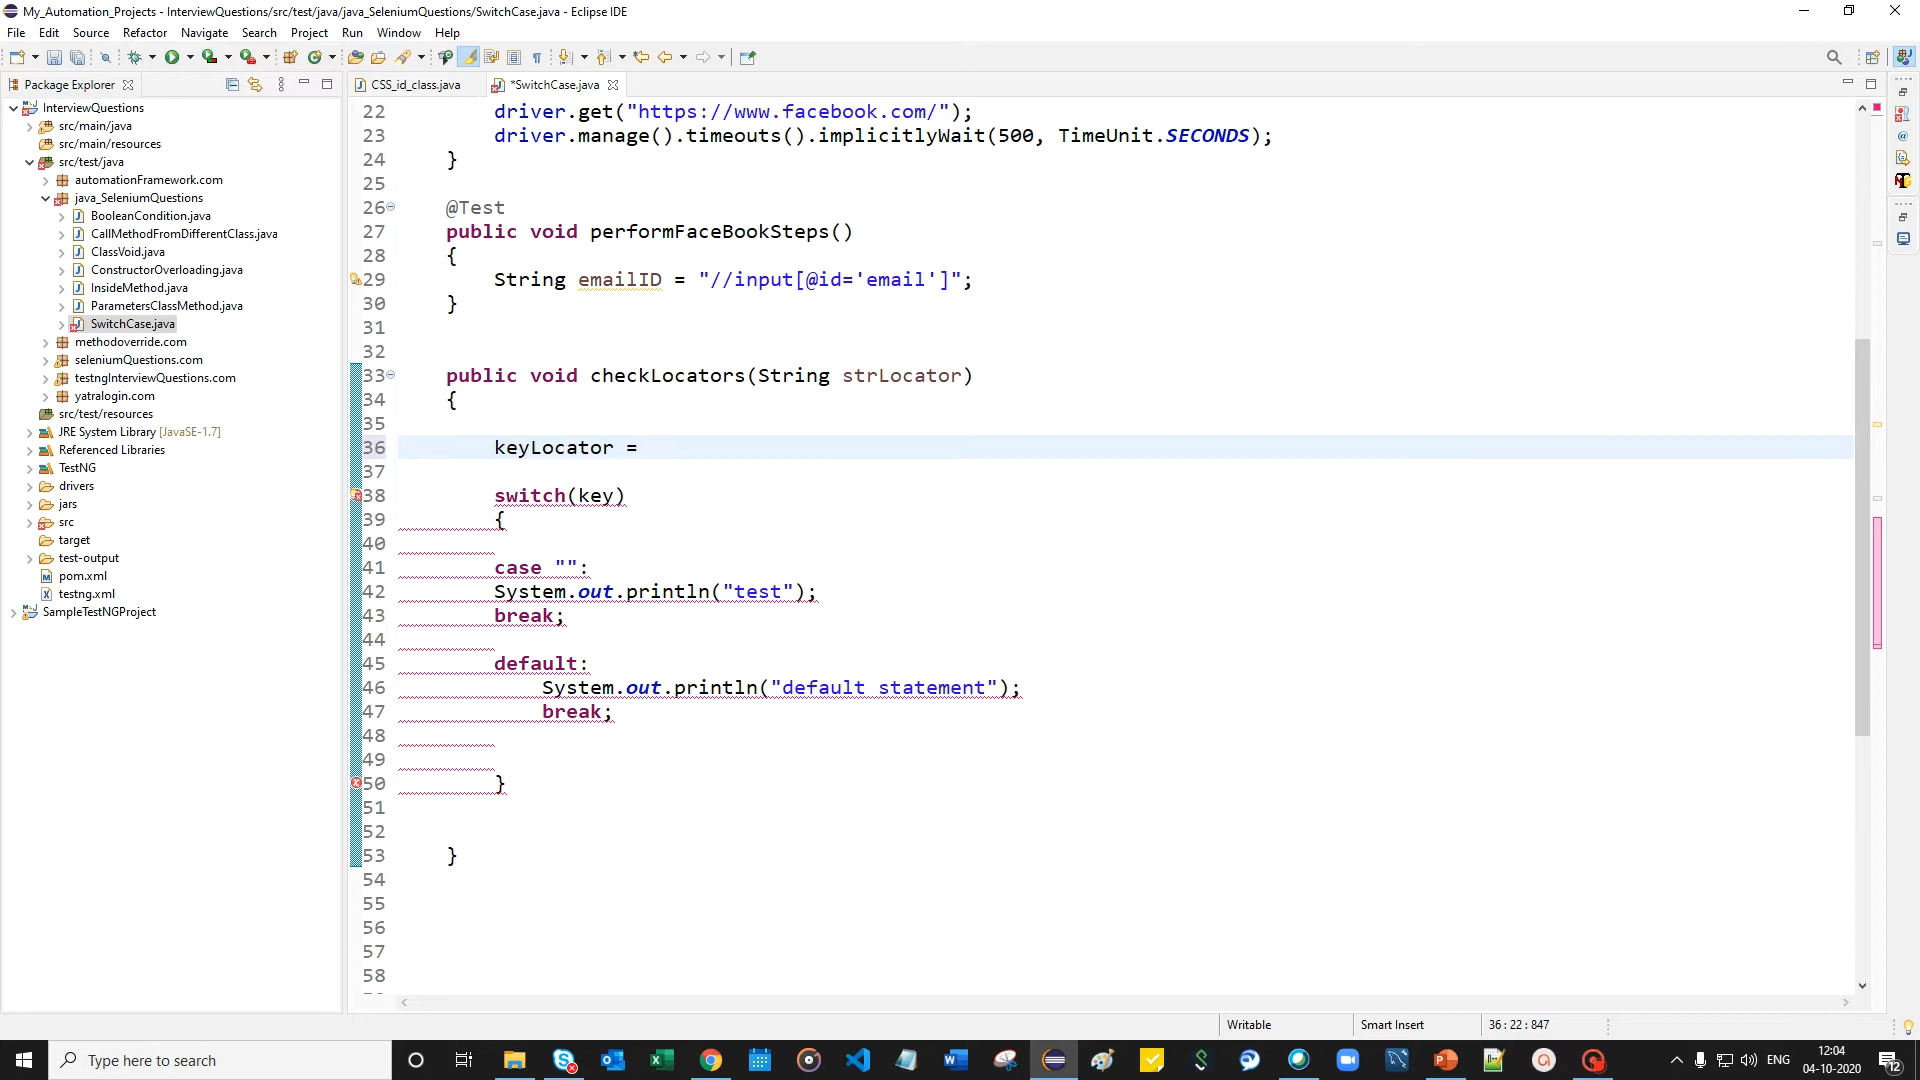 My_Automation_Projects - InterviewQuestions/src/test/java/java_SeleniumQuestions/SwitchCase.java - Eclipse IDE
File Edit Source Refactor Navigate Search Project Run Window Help
Package Explorer
CSS_id_class.java
*SwitchCase.java
InterviewQuestions
src/main/java
src/main/resources
src/test/java
automationFramework.com
java_SeleniumQuestions
BooleanCondition.java
CallMethodFromDifferentClass.java
ClassVoid.java
ConstructorOverloading.java
InsideMethod.java
ParametersClassMethod.java
SwitchCase.java
methodoverride.com
seleniumQuestions.com
testngInterviewQuestions.com
yatralogin.com
src/test/resources
JRE System Library [JavaSE-1.7]
Referenced Libraries
TestNG
drivers
jars
src
target
test-output
pom.xml
testng.xml
SampleTestNGProject
22 driver.get("https://www.facebook.com/");
23 driver.manage().timeouts().implicitlyWait(500, TimeUnit.SECONDS);
24 }
25
26 @Test
27 public void performFaceBookSteps()
28 {
29 String emailID = "//input[@id='email']";
30 }
31
32
33 public void checkLocators(String strLocator)
34 {
35
36 keyLocator =
37
38 switch(key)
39 {
40
41 case "":
42 System.out.println("test");
43 break;
44
45 default:
46 System.out.println("default statement");
47 break;
48
49
50 }
51
52
53 }
54
55
56
57
58
Writable
Smart Insert
36 : 22 : 847
Type here to search
ENG
12:04
04-10-2020
12